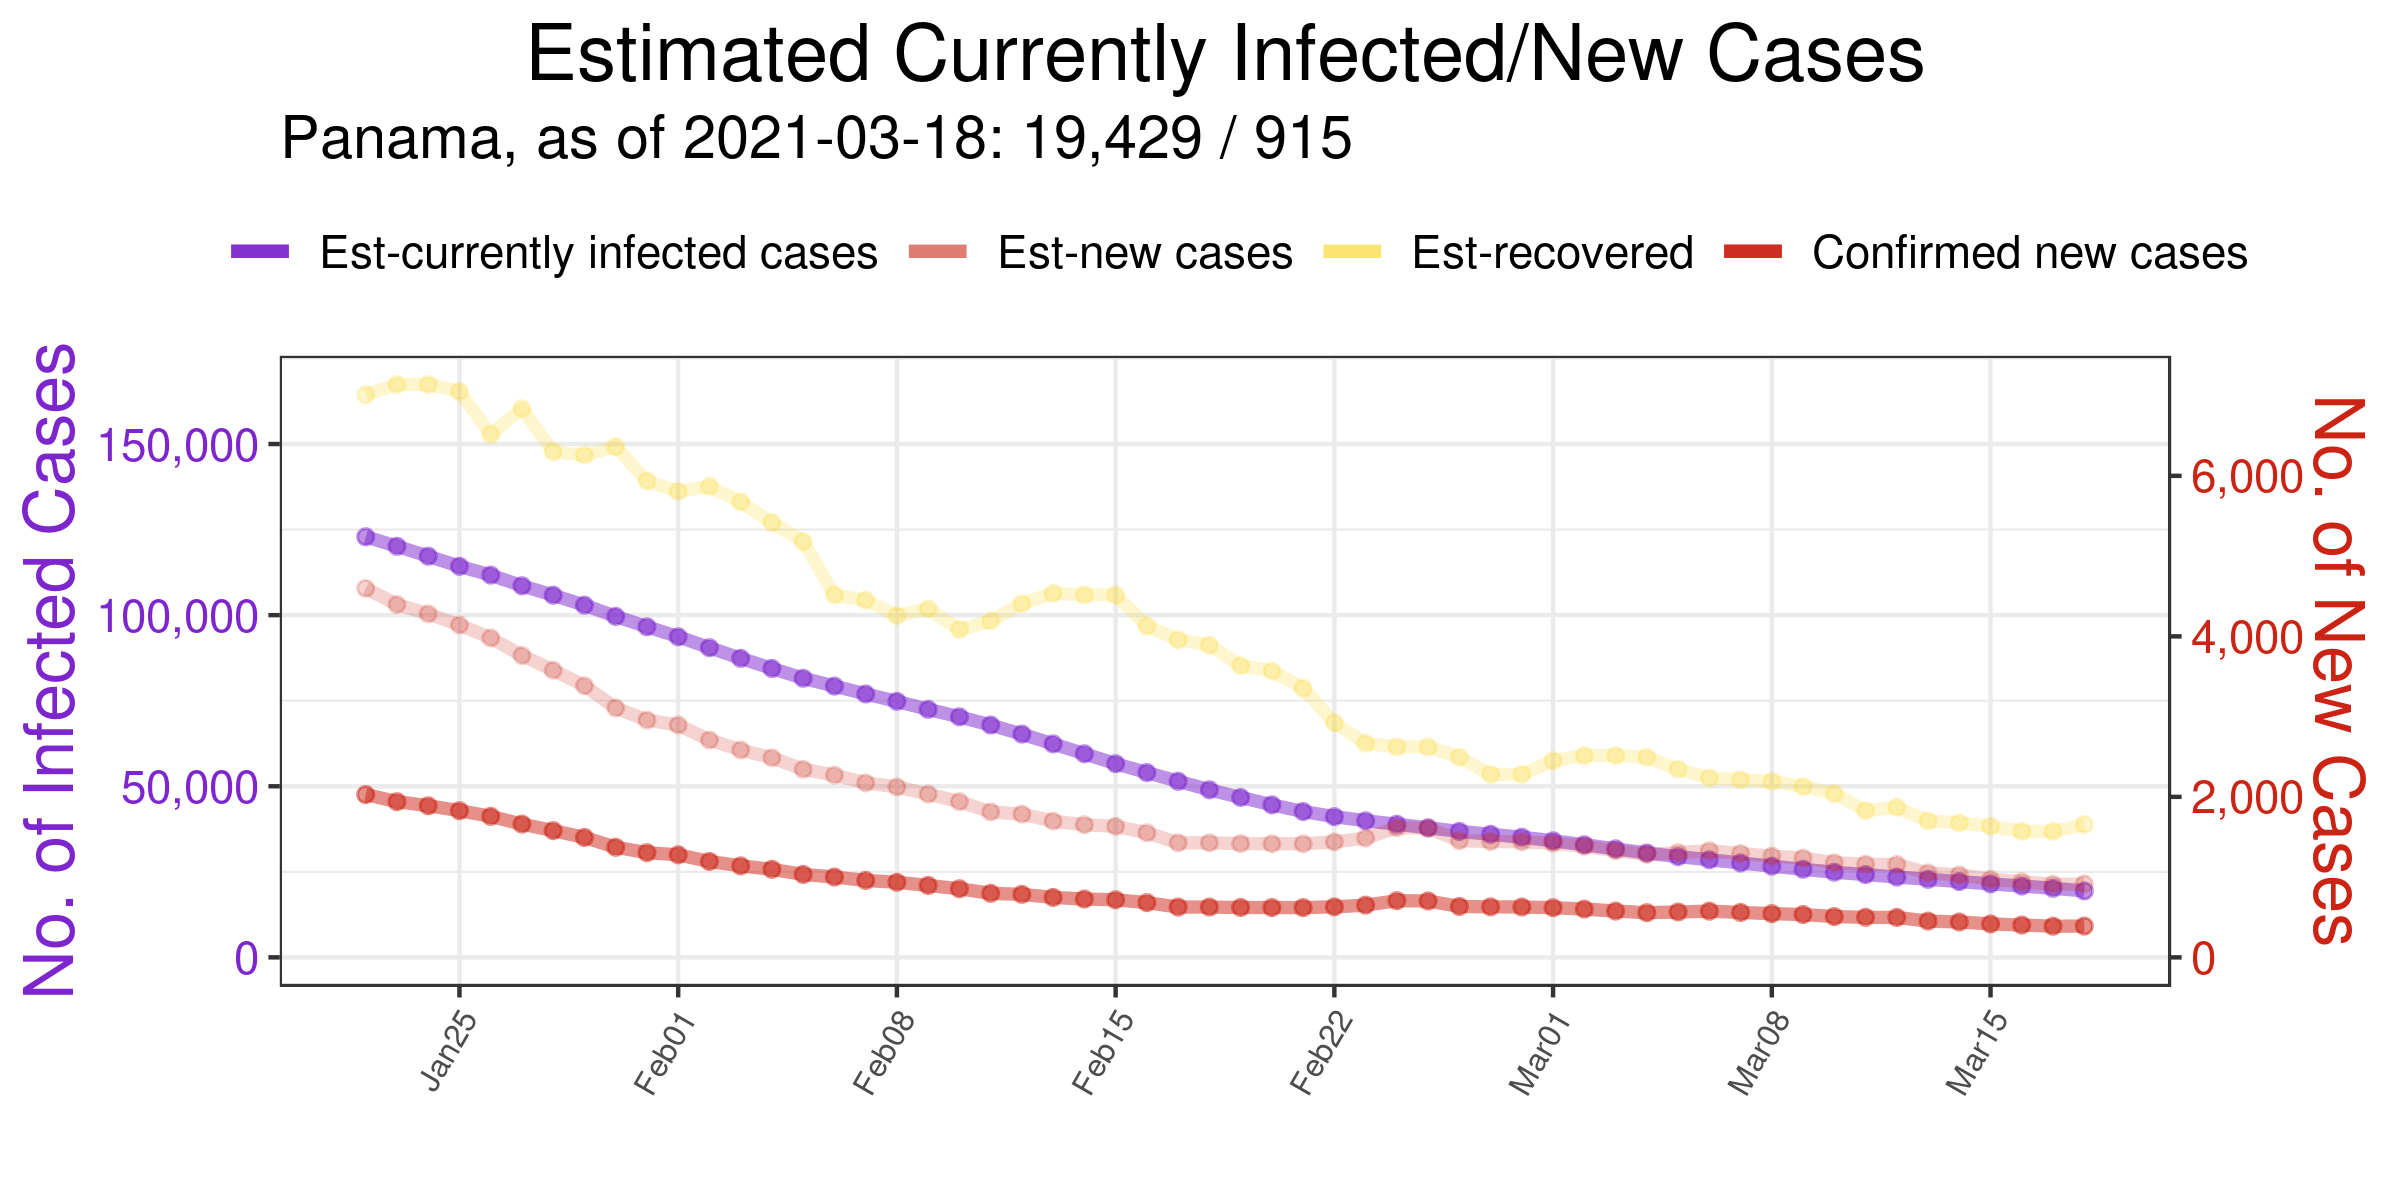 Estimated Currently Infected/New Cases
Panama, as of 2021-03-18: 19,429 / 915
Est-currently infected cases Est-new cases Est-recovered Confirmed new cases
No. of Infected Cases
150,000
100,000
50,000
0
6,000
4,000
2,000
0
No. of New Cases
Jan25 Feb01 Feb08 Feb15 Feb22 Mar01 Mar08 Mar15